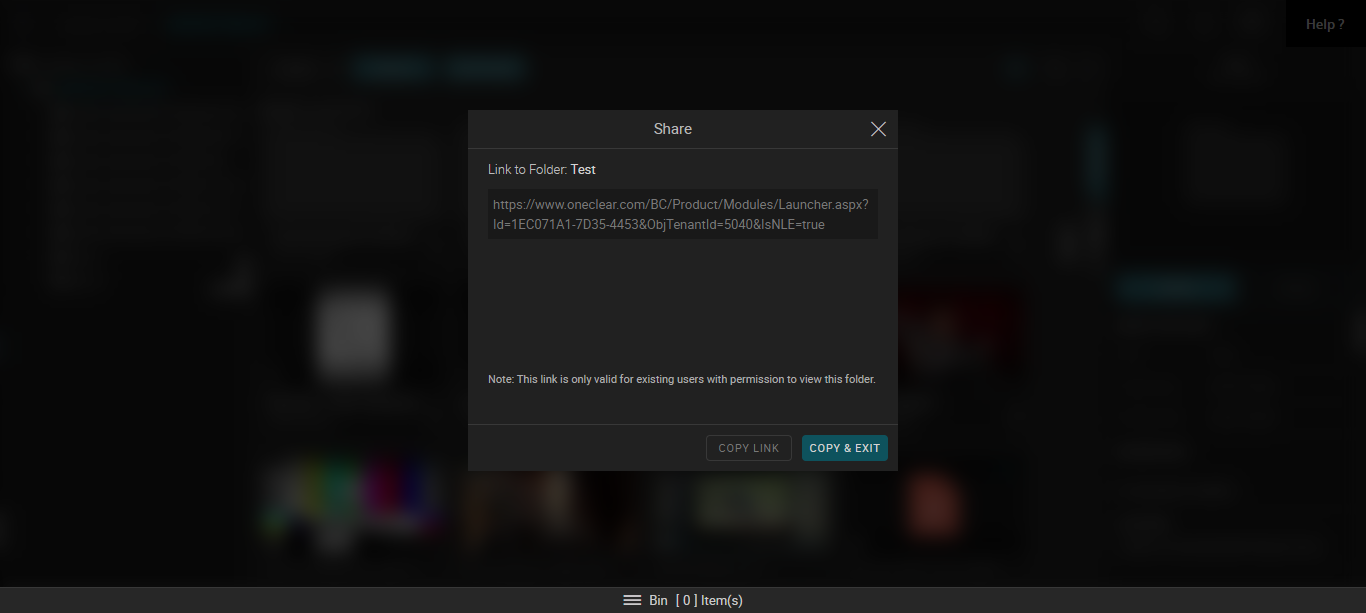 Help ?
Share
Link to Folder: Test
https://www.oneclear.com/BC/Product/Modules/Launcher.aspx?
Id=1EC071A1-7D35-4453&ObjTenantId=5040&IsNLE=true
Note: This link is only valid for existing users with permission to view this folder.
COPY LINK
COPY & EXIT
Bin [ 0 ] Item(s)